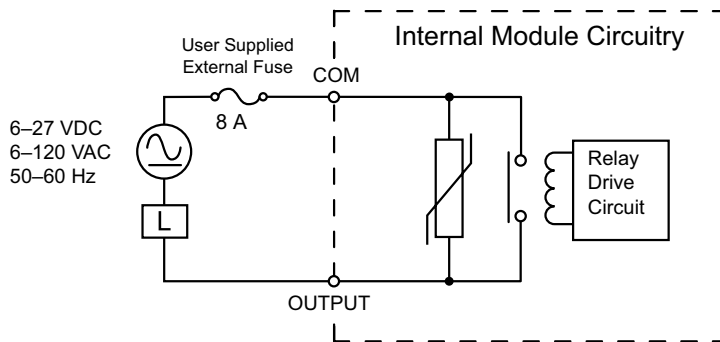 Internal Module Circuitry
User Supplied
External Fuse
COM
8 A
6–27 VDC
6–120 VAC
50–60 Hz
Relay
Drive
Circuit
L
OUTPUT